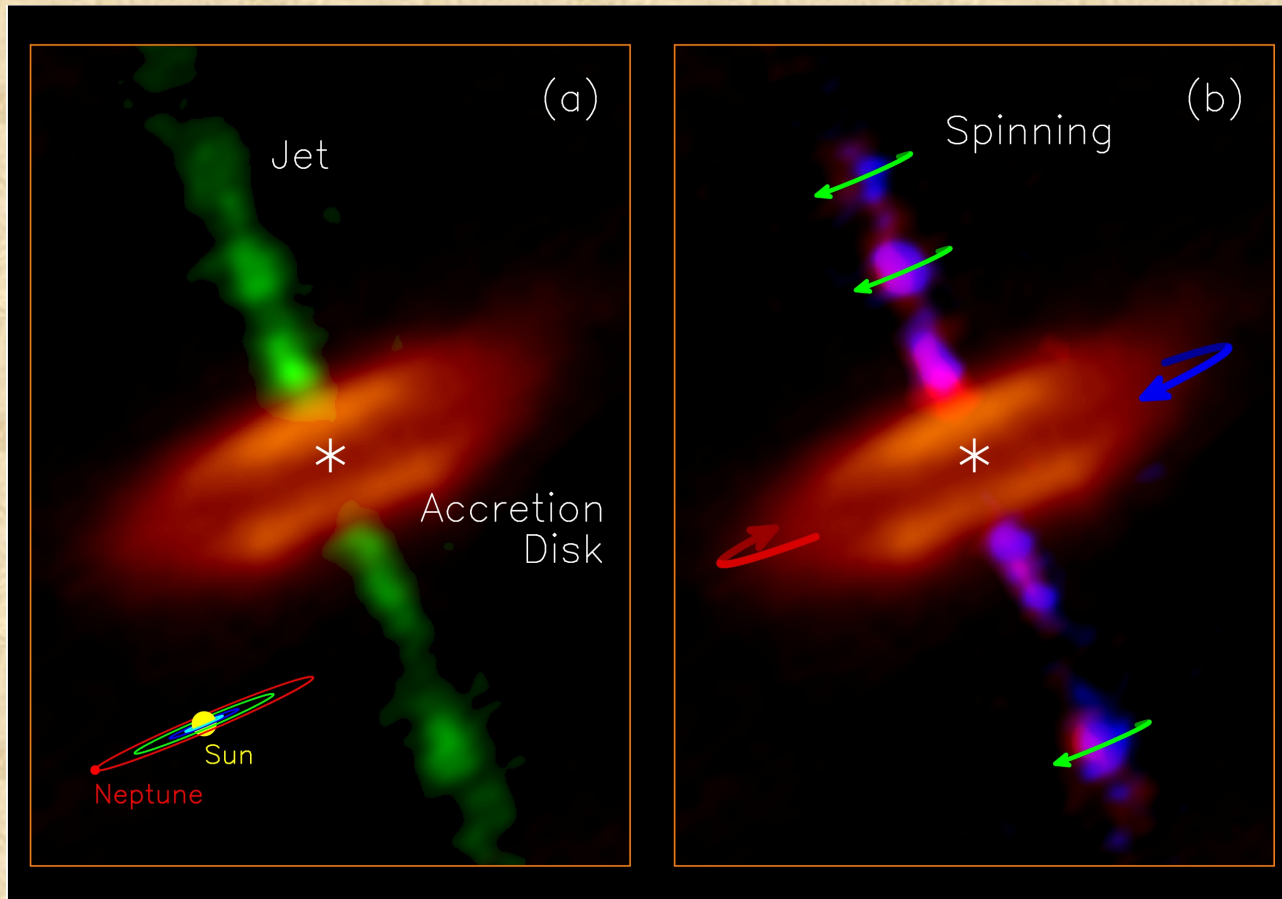 (a)
Jet
Accretion
Disk
Sun
Neptune
(b)
Spinning